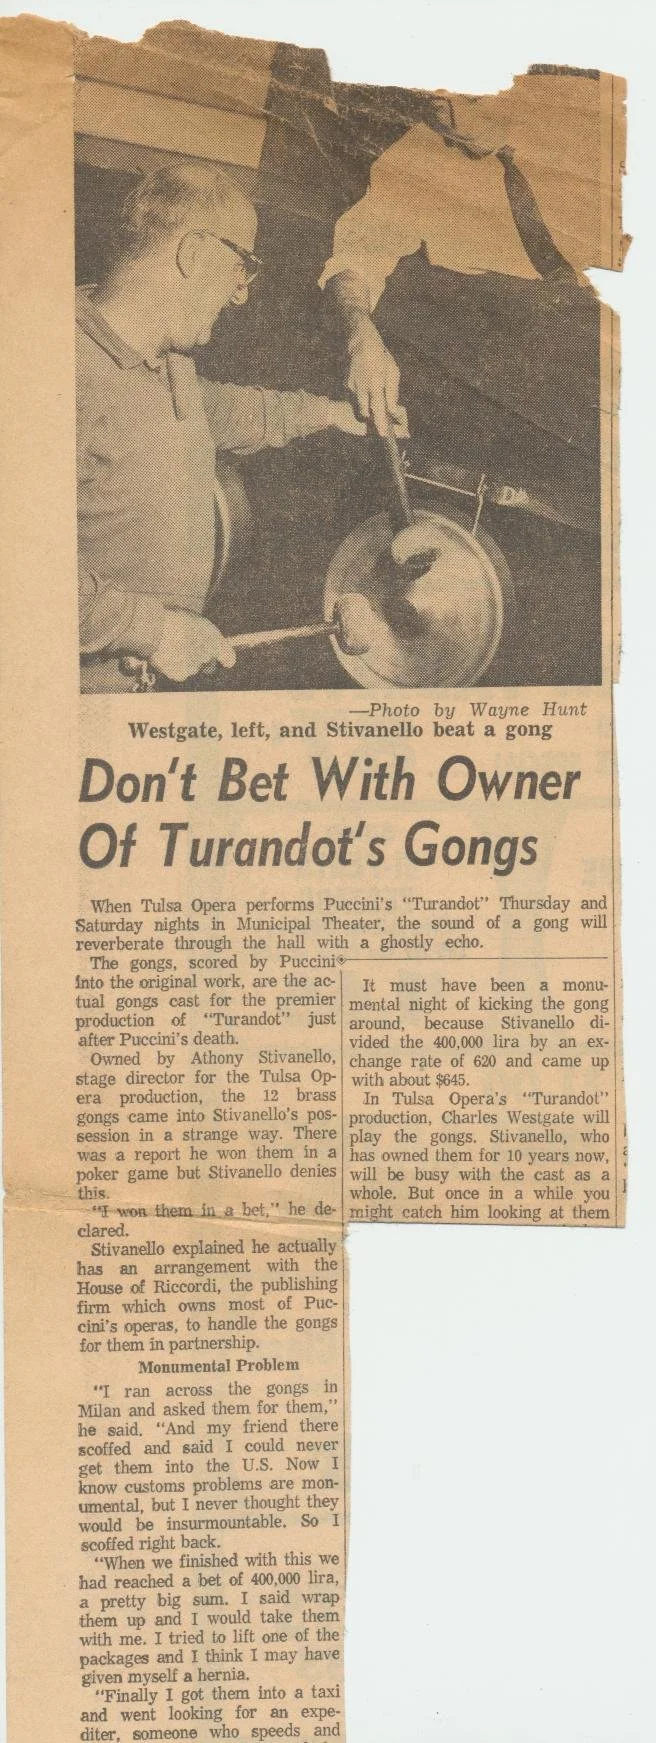 —Photo by Wayne Hunt
Westgate, left, and Stivanello beat a gong
Don't Bet With Owner
Of Turandot's Gongs
When Tulsa Opera performs Puccini's "Turandot" Thursday and
Saturday nights in Municipal Theater, the sound of a gong will
reverberate through the hall with a ghostly echo.
The gongs, scored by Puccini
into the original work, are the ac-
tual gongs cast for the premier
production of "Turandot" just
after Puccini's death.
Owned by Athony Stivanello,
stage director for the Tulsa Op-
era production, the 12 brass
gongs came into Stivanello's pos-
session in a strange way. There
was a report he won them in a
poker game but Stivanello denies
this.
"I won them in a bet," he de-
clared.
Stivanello explained he actually
has an arrangement with the
House of Riccordi, the publishing
firm which owns most of Puc-
cini's operas, to handle the gongs
for them in partnership.
Monumental Problem
"I ran across the gongs in
Milan and asked them for them,"
he said. "And my friend there
scoffed and said I could never
get them into the U.S. Now I
know customs problems are mon-
umental, but I never thought they
would be insurmountable. So I
scoffed right back.
"When we finished with this we
had reached a bet of 400,000 lira,
a pretty big sum. I said wrap
them up and I would take them
with me. I tried to lift one of the
packages and I think I may have
given myself a hernia.
"Finally I got them into a taxi
and went looking for an expe-
diter, someone who speeds and
It must have been a monu-
mental night of kicking the gong
around, because Stivanello di-
vided the 400,000 lira by an ex-
change rate of 620 and came up
with about $645.
In Tulsa Opera's "Turandot"
production, Charles Westgate will
play the gongs. Stivanello, who
has owned them for 10 years now,
will be busy with the cast as a
whole. But once in a while you
might catch him looking at them